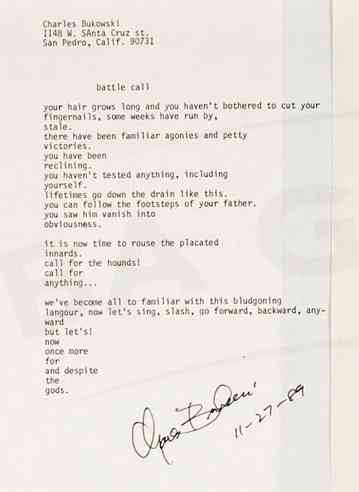 Charles Bukowski
1148 W. SAnta Cruz st.
San Pedro, Calif. 90731
battle call
your hair grows long and you haven't bothered to cut your
fingernails, some weeks have run by,
stale.
there have been familiar agonies and petty
victories.
you have been
reclining.
you haven't tested anything, including
yourself.
lifetimes go down the drain like this.
you can follow the footsteps of your father.
you saw him vanish into
obviousness.
it is now time to rouse the placated
innards.
call for the hounds!
call for
anything...
we've become all to familiar with this bludgoning
langour, now let's sing, slash, go forward, backward, any-
ward
but let's!
now
once more
for
and despite
the
gods.
11-27-89